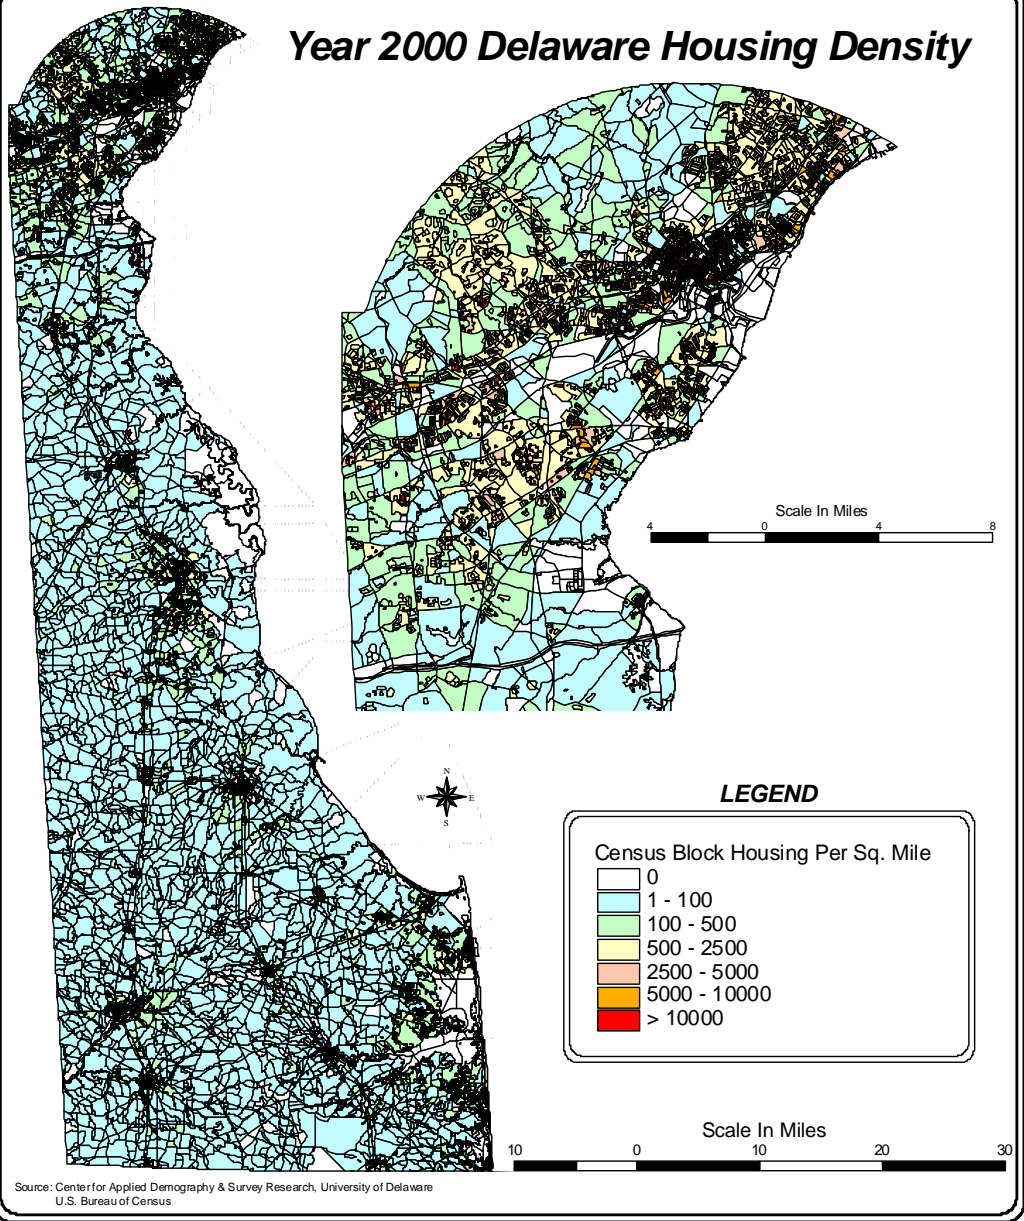 Year 2000 Delaware Housing Density
Scale In Miles
4 0 4 8
N
W E
S
LEGEND
Census Block Housing Per Sq. Mile
0
1 - 100
100 - 500
500 - 2500
2500 - 5000
5000 - 10000
> 10000
Scale In Miles
10 0 10 20 30
Source: Center for Applied Demography & Survey Research, University of Delaware
U.S. Bureau of Census